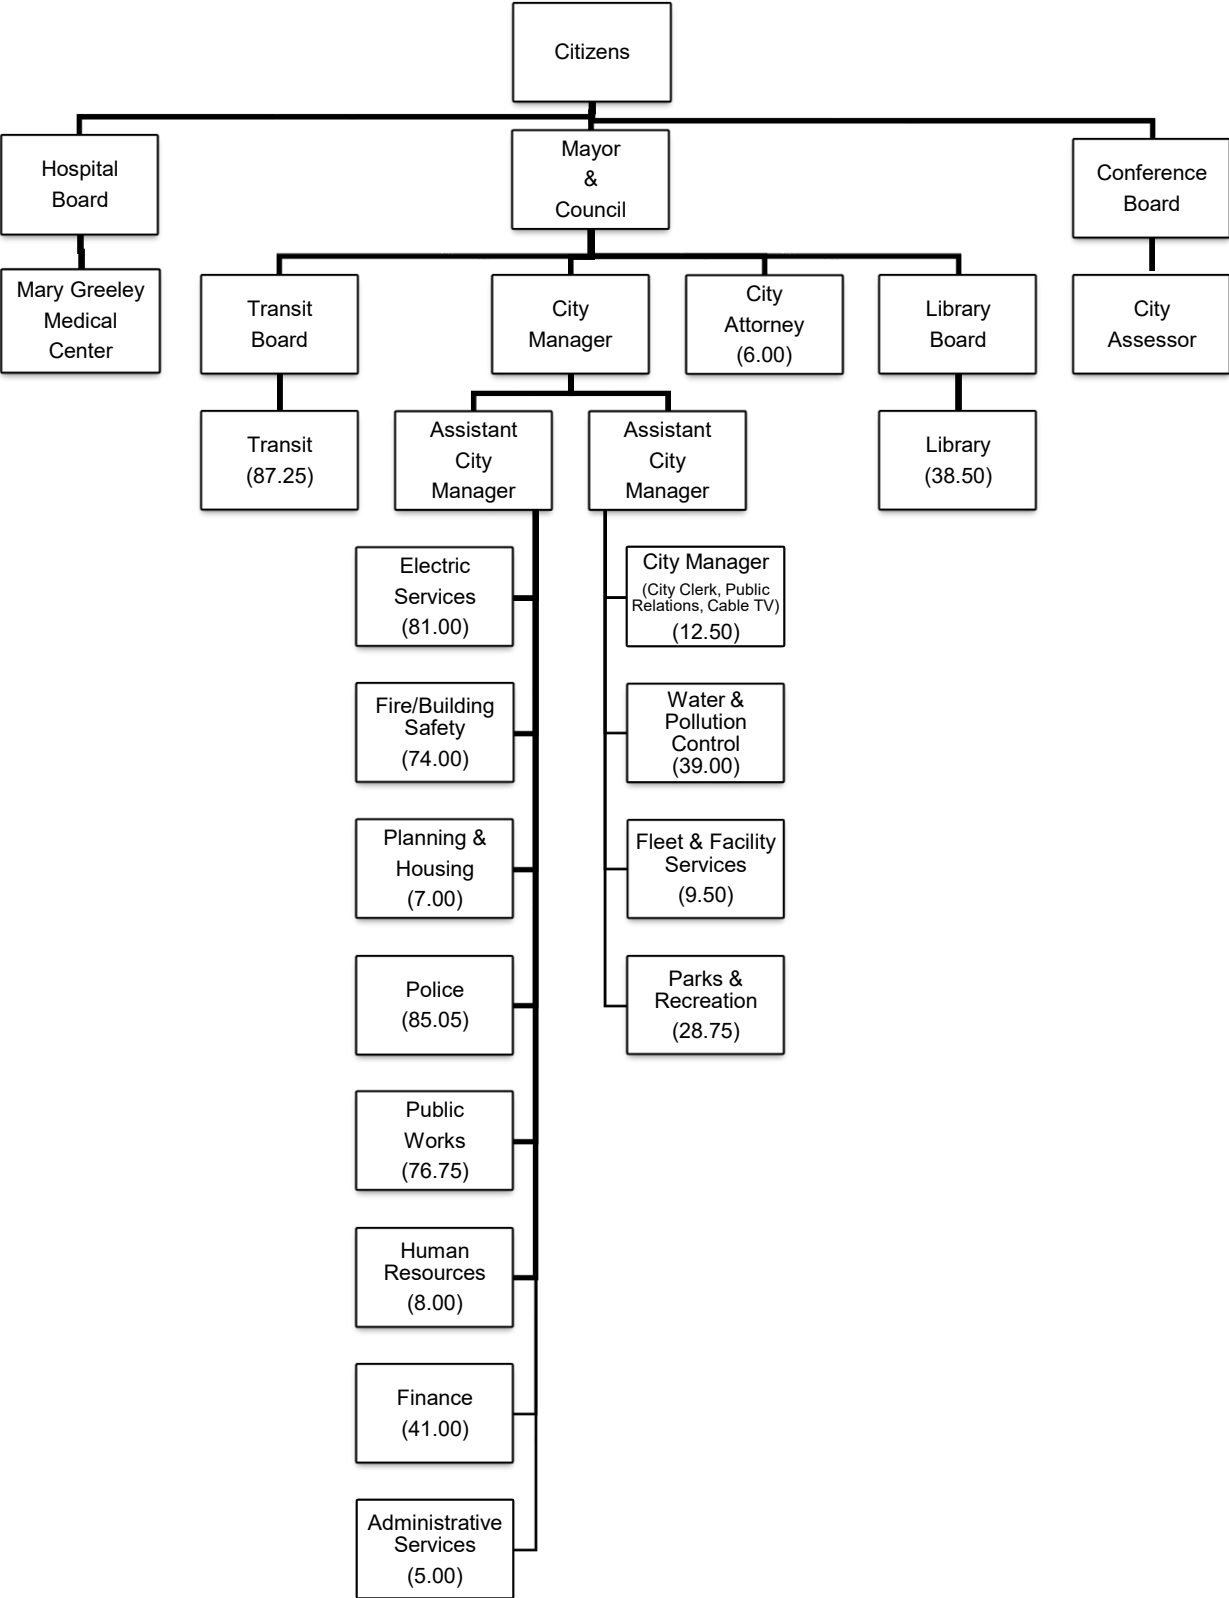 Citizens
Hospital
Board
Mayor
&
Council
Conference
Board
Mary Greeley
Medical
Center
Transit
Board
City
Manager
City
Attorney
(6.00)
Library
Board
City
Assessor
Transit
(87.25)
Assistant
City
Manager
Assistant
City
Manager
Library
(38.50)
Electric
Services
(81.00)
City Manager
(City Clerk, Public
Relations, Cable TV)
(12.50)
Fire/Building
Safety
(74.00)
Water &
Pollution
Control
(39.00)
Planning &
Housing
(7.00)
Fleet & Facility
Services
(9.50)
Police
(85.05)
Parks &
Recreation
(28.75)
Public
Works
(76.75)
Human
Resources
(8.00)
Finance
(41.00)
Administrative
Services
(5.00)